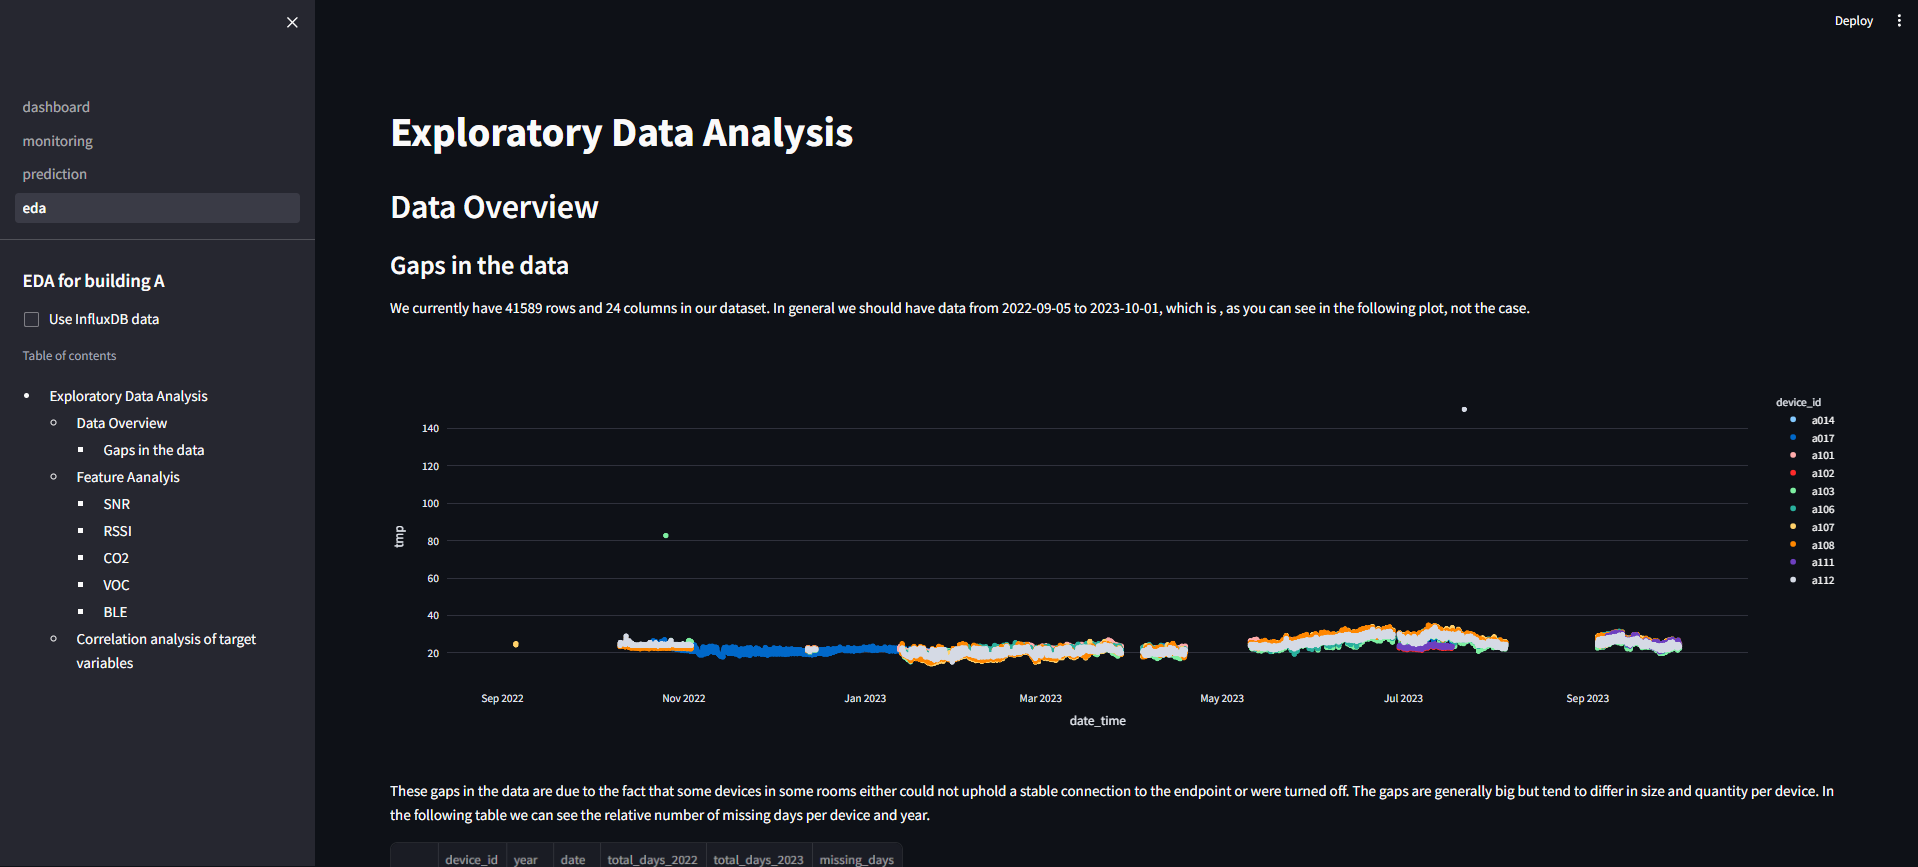 Deploy
dashboard
monitoring
prediction
eda
EDA for building A
Use InfluxDB data
Table of contents
Exploratory Data Analysis
Data Overview
Gaps in the data
Feature Aanalyis
SNR
RSSI
CO2
VOC
BLE
Correlation analysis of target
variables
Exploratory Data Analysis
Data Overview
Gaps in the data
We currently have 41589 rows and 24 columns in our dataset. In general we should have data from 2022-09-05 to 2023-10-01, which is , as you can see in the following plot, not the case.
device_id
a014
a017
a101
a102
a103
a106
a107
a108
a111
a112
tmp
140
120
100
80
60
40
20
Sep 2022
Nov 2022
Jan 2023
Mar 2023
May 2023
Jul 2023
Sep 2023
date_time
These gaps in the data are due to the fact that some devices in some rooms either could not uphold a stable connection to the endpoint or were turned off. The gaps are generally big but tend to differ in size and quantity per device. In
the following table we can see the relative number of missing days per device and year.
device_id year date total_days_2022 total_days_2023 missing_days